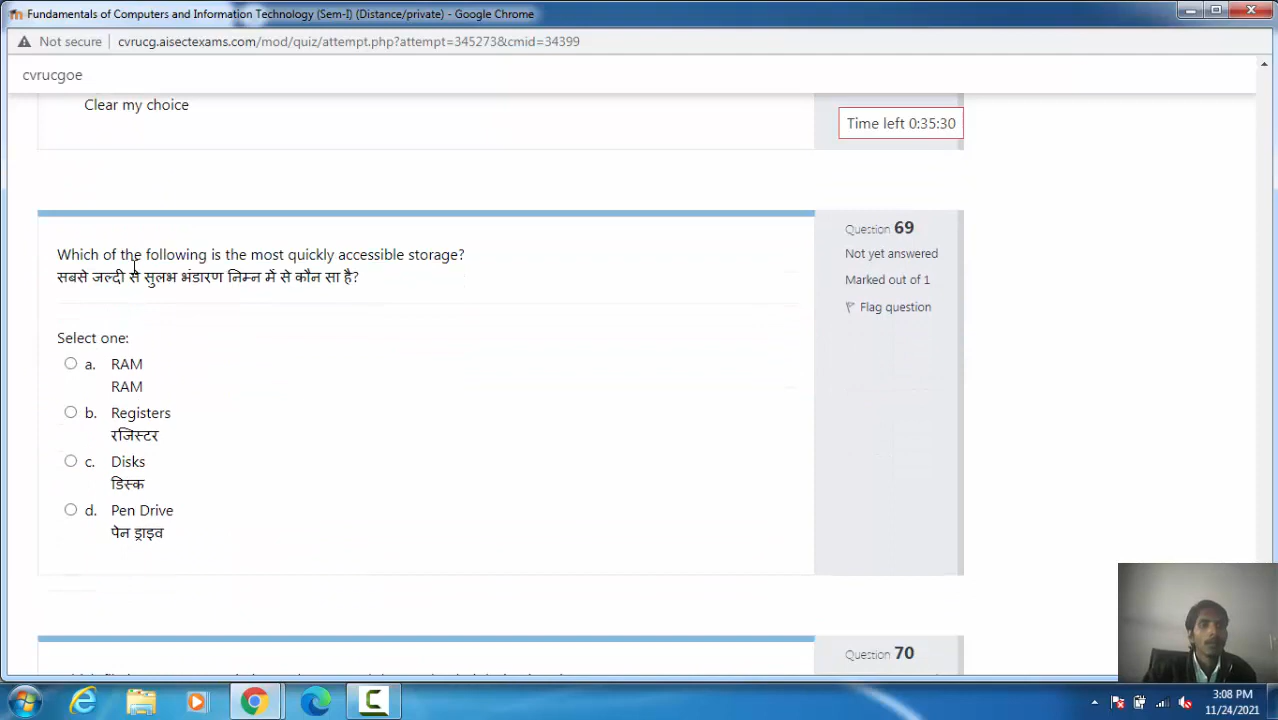 Fundamentals of Computers and Information Technology (Sem-I) (Distance/private) - Google Chrome
Not secure | cvrucg.aisectexams.com/mod/quiz/attempt.php?attempt=345273&cmid=34399
cvrucgoe
Clear my choice
Time left 0:35:30
Which of the following is the most quickly accessible storage?
सबसे जल्दी से सुलभ भंडारण निम्न में से कौन सा है?
Question 69
Not yet answered
Marked out of 1
Flag question
Select one:
a. RAM
RAM
b. Registers
रजिस्टर
c. Disks
डिस्क
d. Pen Drive
पेन ड्राइव
Question 70
3:08 PM
11/24/2021